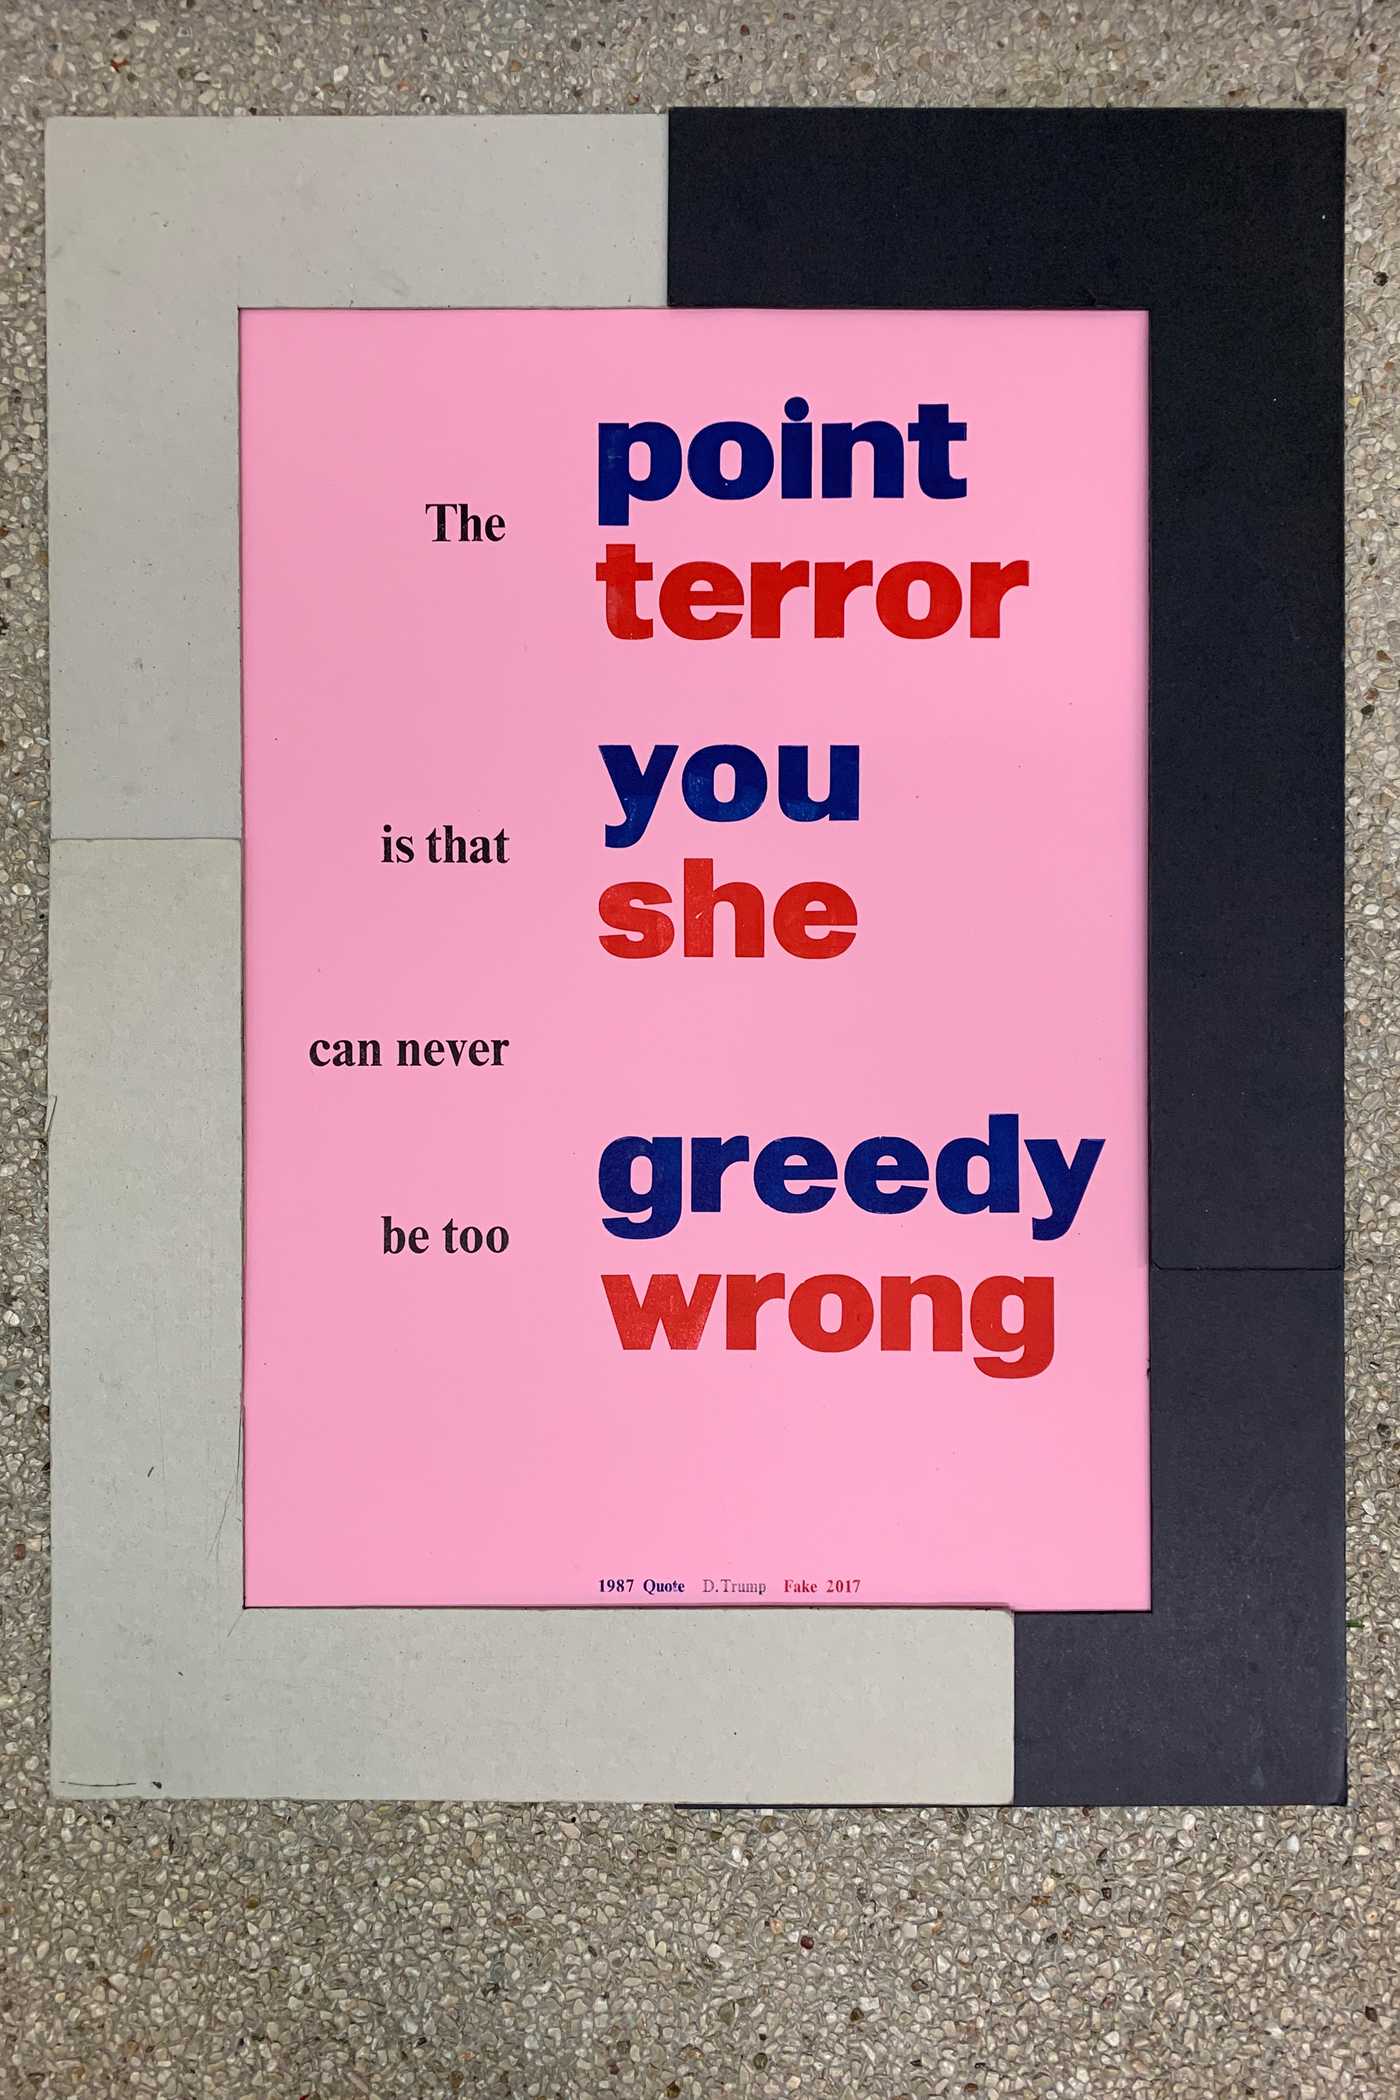 point
The
terror
you
is that
she
can never
greedy
be too
wrong
1987 Quote D.Trump Fake 2017